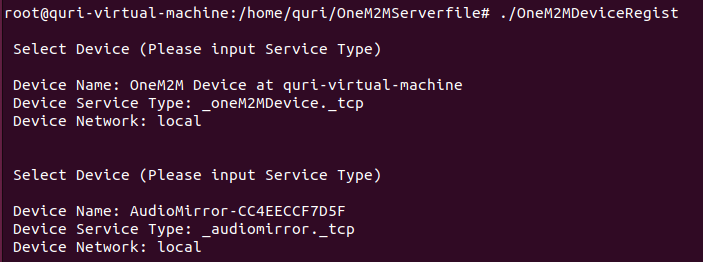 root@quri-virtual-machine:/home/quri/OneM2MServerfile# ./OneM2MDeviceRegist
Select Device (Please input Service Type)
Device Name: OneM2M Device at quri-virtual-machine
Device Service Type: _oneM2MDevice._tcp
Device Network: local
Select Device (Please input Service Type)
Device Name: AudioMirror-CC4EECCF7D5F
Device Service Type: _audiomirror._tcp
Device Network: local